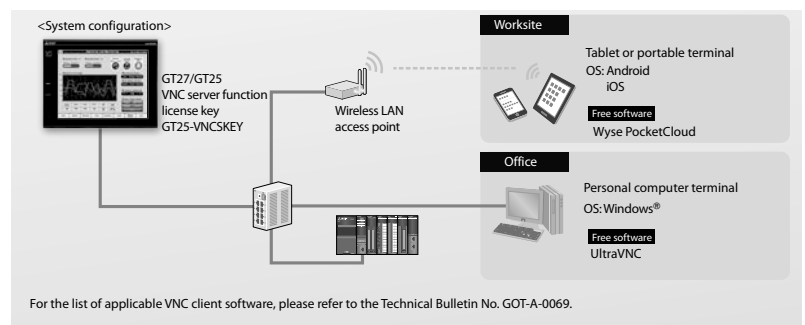 <System configuration>
GT27/GT25
VNC server function
license key
GT25-VNCSKEY
Wireless LAN
access point
Worksite
Tablet or portable terminal
OS: Android
iOS
Free software
Wyse PocketCloud
Office
Personal computer terminal
OS: Windows®
Free software
UltraVNC
For the list of applicable VNC client software, please refer to the Technical Bulletin No. GOT-A-0069.